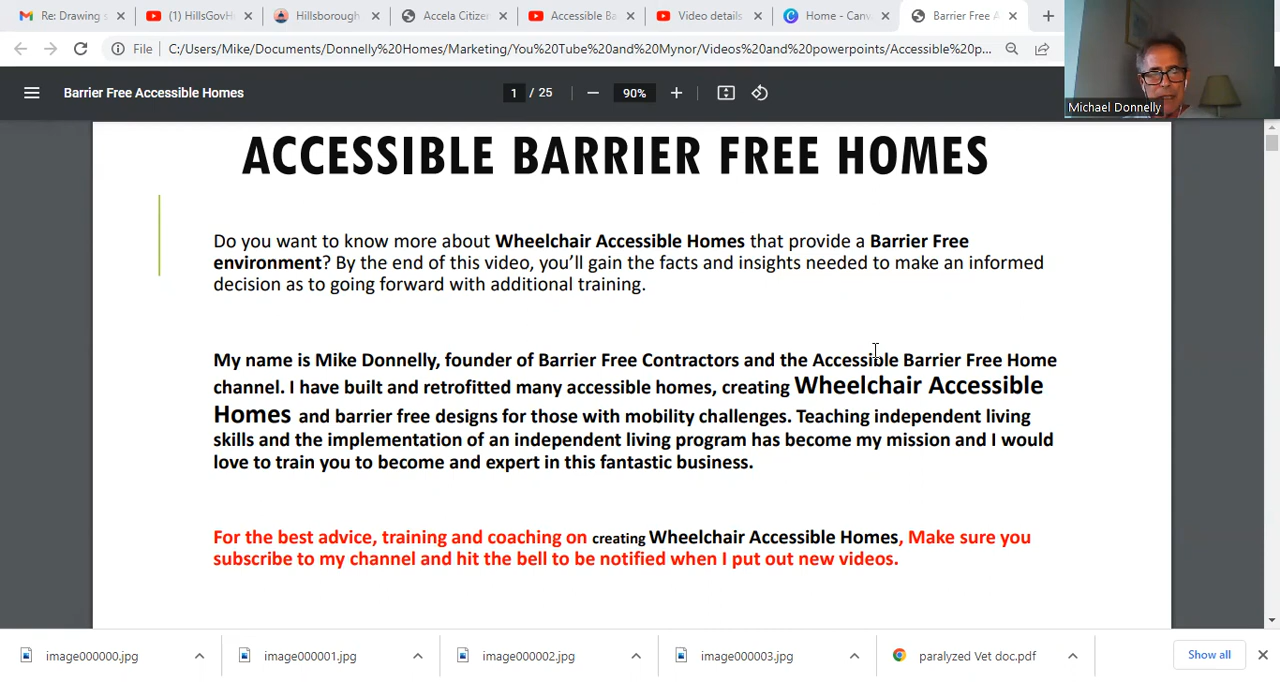 Re: Drawing s
(1) HillsGovH
Hillsborough
Accela Citizen
Accessible Ba
Video details
Home - Canv
Barrier Free A
File C:/Users/Mike/Documents/Donnelly%20Homes/Marketing/You%20Tube%20and%20Mynor/Videos%20and%20powerpoints/Accessible%20p...
Michael Donnelly
Barrier Free Accessible Homes
1 / 25
90%
ACCESSIBLE BARRIER FREE HOMES
Do you want to know more about Wheelchair Accessible Homes that provide a Barrier Free
environment? By the end of this video, you'll gain the facts and insights needed to make an informed
decision as to going forward with additional training.
My name is Mike Donnelly, founder of Barrier Free Contractors and the Accessible Barrier Free Home
channel. I have built and retrofitted many accessible homes, creating Wheelchair Accessible
Homes and barrier free designs for those with mobility challenges. Teaching independent living
skills and the implementation of an independent living program has become my mission and I would
love to train you to become and expert in this fantastic business.
For the best advice, training and coaching on creating Wheelchair Accessible Homes, Make sure you
subscribe to my channel and hit the bell to be notified when I put out new videos.
image000000.jpg
image000001.jpg
image000002.jpg
image000003.jpg
paralyzed Vet doc.pdf
Show all